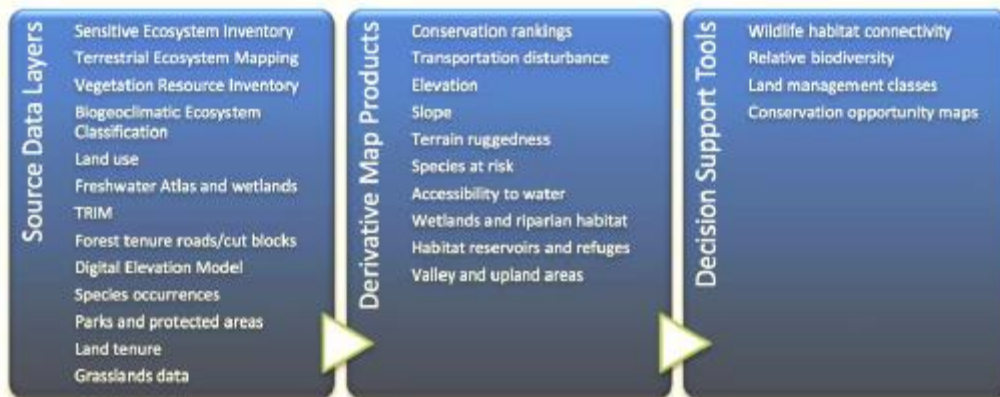 Source Data Layers
Sensitive Ecosystem Inventory
Terrestrial Ecosystem Mapping
Vegetation Resource Inventory
Biogeoclimatic Ecosystem
Classification
Land use
Freshwater Atlas and wetlands
TRIM
Forest tenure roads/cut blocks
Digital Elevation Model
Species occurrences
Parks and protected areas
Land tenure
Grasslands data
Derivative Map Products
Conservation rankings
Transportation disturbance
Elevation
Slope
Terrain ruggedness
Species at risk
Accessibility to water
Wetlands and riparian habitat
Habitat reservoirs and refuges
Valley and upland areas
Decision Support Tools
Wildlife habitat connectivity
Relative biodiversity
Land management classes
Conservation opportunity maps